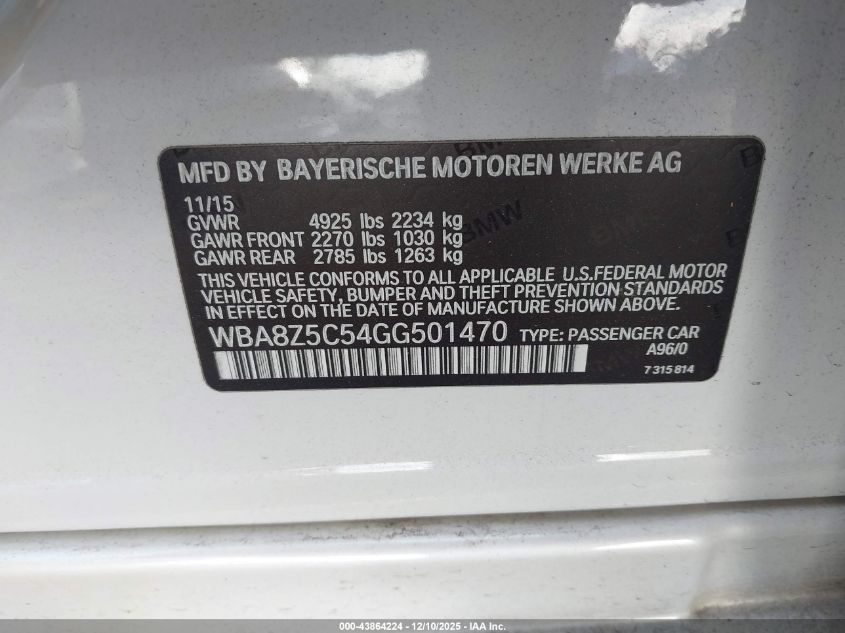 MFD BY BAYERISCHE MOTOREN WERKE AG
11/15
GVWR 4925 lbs 2234 kg
GAWR FRONT 2270 lbs 1030 kg
GAWR REAR 2785 lbs 1263 kg
THIS VEHICLE CONFORMS TO ALL APPLICABLE U.S.FEDERAL MOTOR
VEHICLE SAFETY, BUMPER AND THEFT PREVENTION STANDARDS
IN EFFECT ON THE DATE OF MANUFACTURE SHOWN ABOVE.
WBA8Z5C54GG501470 TYPE: PASSENGER CAR
A96/0
7 315 814
BMW
000-43864224 - 12/10/2025 - IAA Inc.